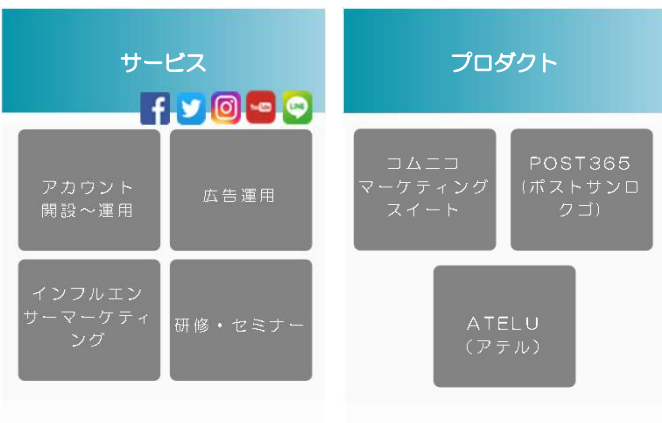 サービス
アカウント
開設～運用
広告運用
インフルエン
サーマーケティ
ング
研修・セミナー
プロダクト
コムニコ
マーケティング
スイート
POST365
(ポストサンロ
クゴ)
ATELU
(アテル)